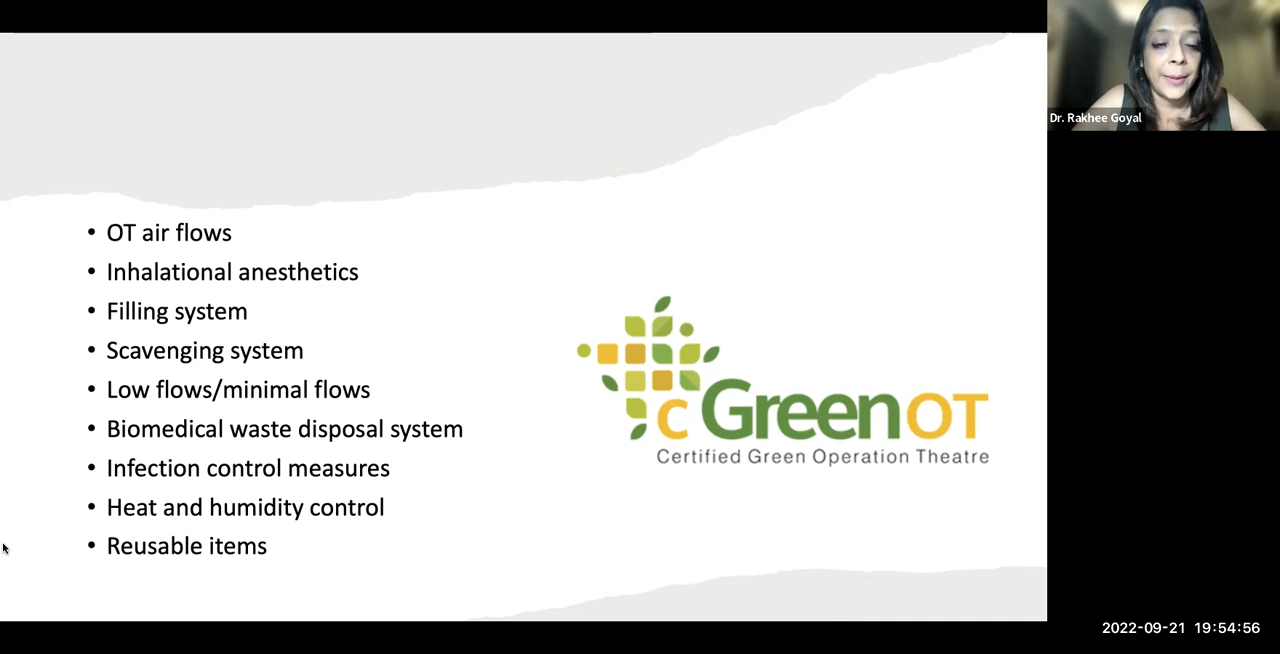 • OT air flows
• Inhalational anesthetics
• Filling system
• Scavenging system
• Low flows/minimal flows
• Biomedical waste disposal system
• Infection control measures
• Heat and humidity control
• Reusable items
c GreenOT
Certified Green Operation Theatre
Dr. Rakhee Goyal
2022-09-21 19:54:56